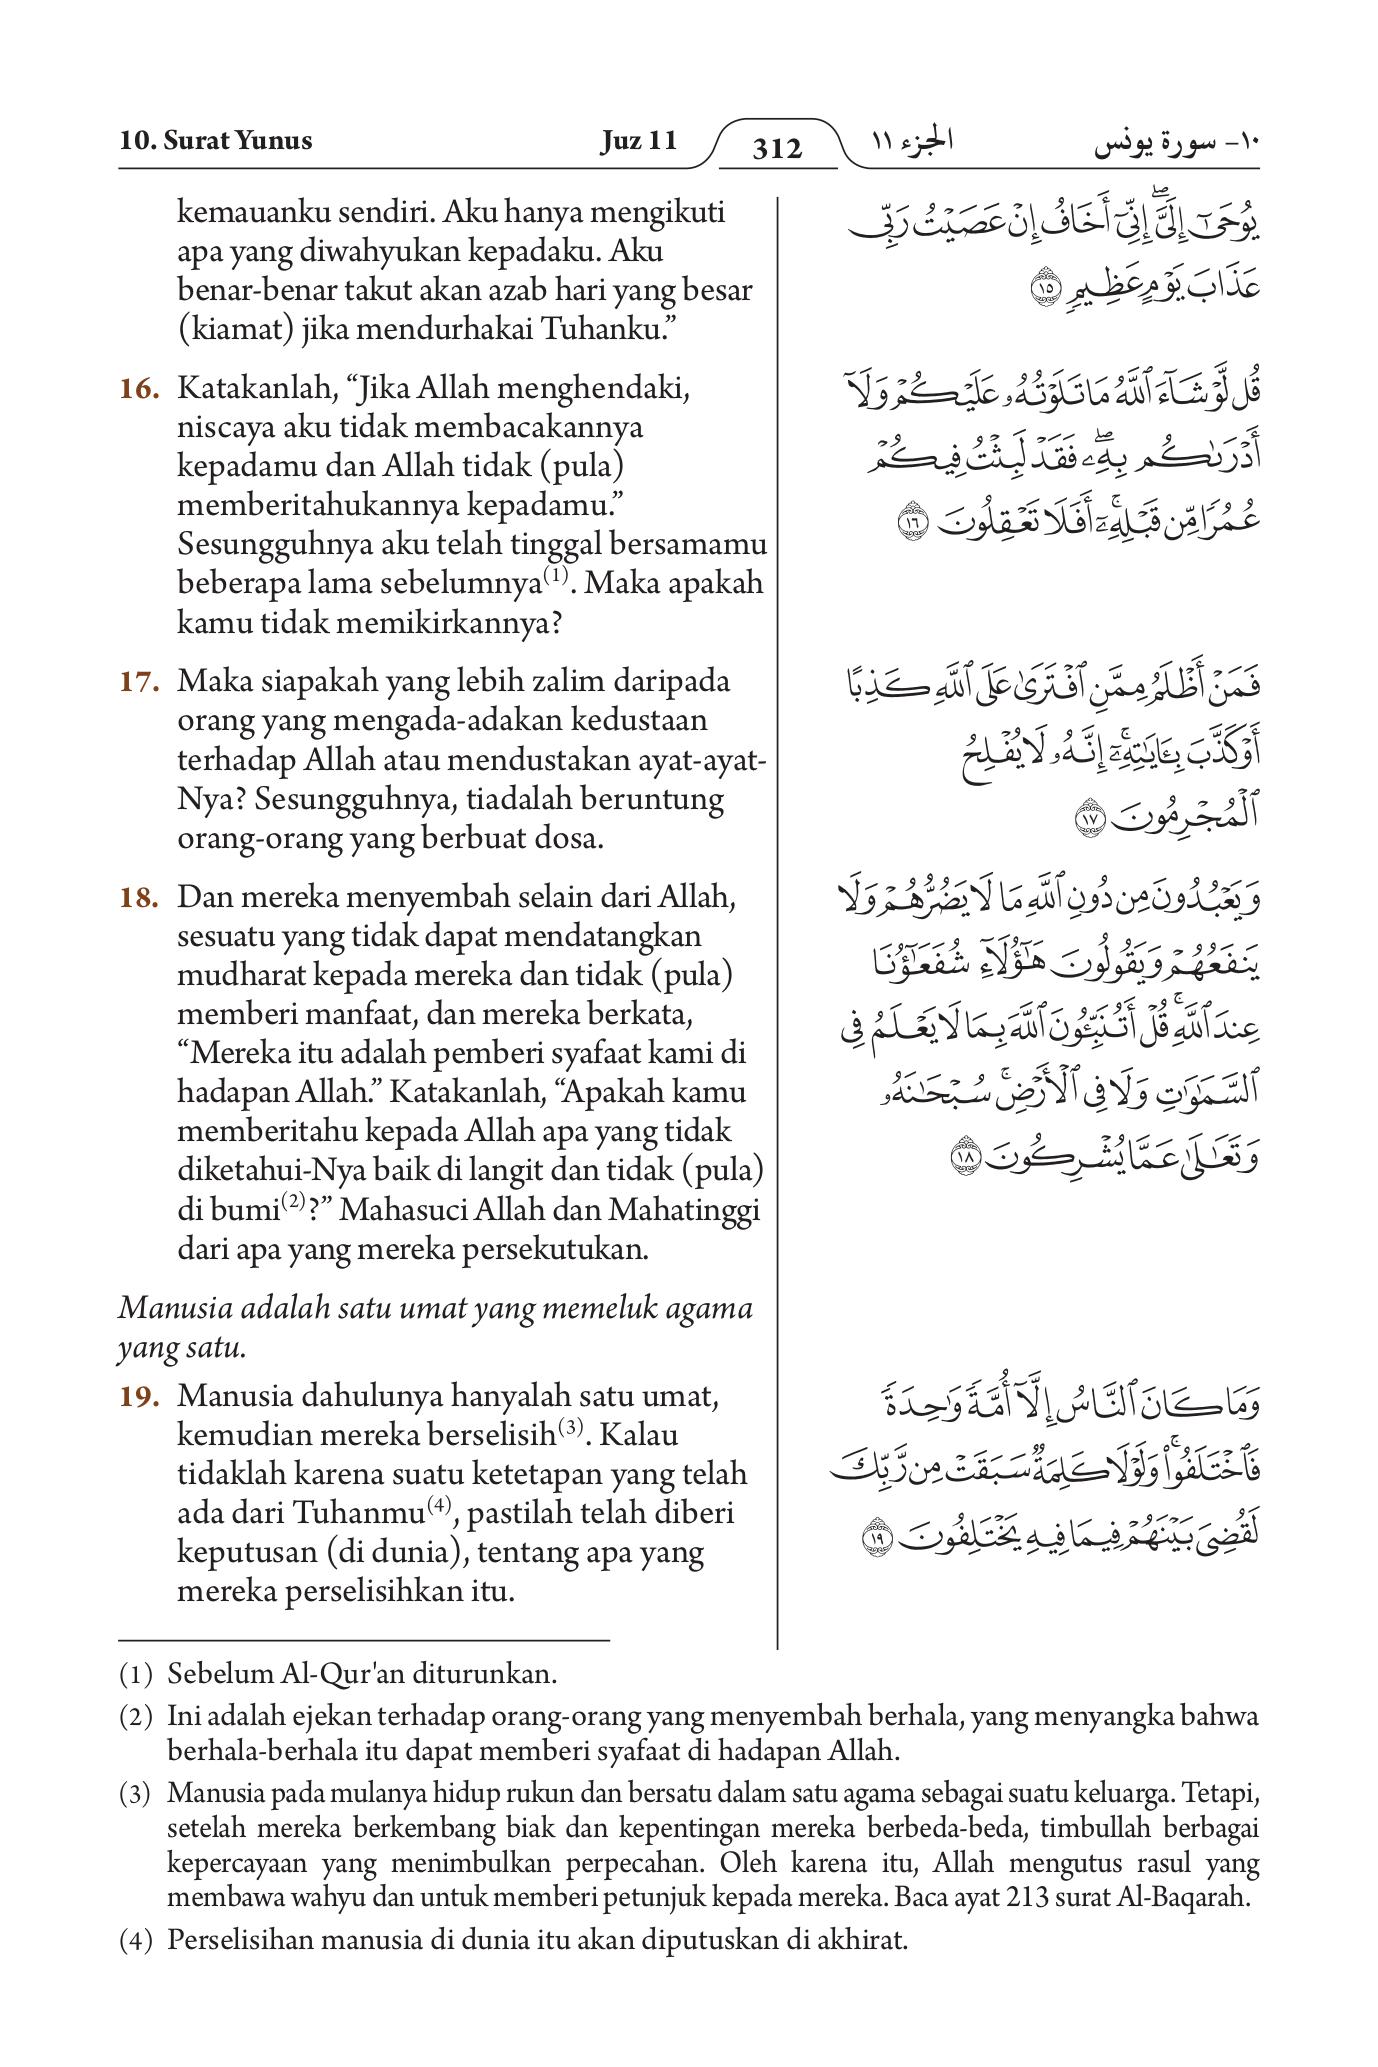 10. Surat Yunus
Juz 11
312
الجزء ١١
١٠- سورة يونس
kemauanku sendiri. Aku hanya mengikuti
apa yang diwahyukan kepadaku. Aku
benar-benar takut akan azab hari yang besar
(kiamat) jika mendurhakai Tuhanku.”
16. Katakanlah, “Jika Allah menghendaki,
niscaya aku tidak membacakannya
kepadamu dan Allah tidak (pula)
memberitahukannya kepadamu.”
Sesungguhnya aku telah tinggal bersamamu
beberapa lama sebelumnya(1). Maka apakah
kamu tidak memikirkannya?
17. Maka siapakah yang lebih zalim daripada
orang yang mengada-adakan kedustaan
terhadap Allah atau mendustakan ayat-ayat-
Nya? Sesungguhnya, tiadalah beruntung
orang-orang yang berbuat dosa.
18. Dan mereka menyembah selain dari Allah,
sesuatu yang tidak dapat mendatangkan
mudharat kepada mereka dan tidak (pula)
memberi manfaat, dan mereka berkata,
“Mereka itu adalah pemberi syafaat kami di
hadapan Allah.” Katakanlah, “Apakah kamu
memberitahu kepada Allah apa yang tidak
diketahui-Nya baik di langit dan tidak (pula)
di bumi(2)?” Mahasuci Allah dan Mahatinggi
dari apa yang mereka persekutukan.
Manusia adalah satu umat yang memeluk agama
yang satu.
19. Manusia dahulunya hanyalah satu umat,
kemudian mereka berselisih(3). Kalau
tidaklah karena suatu ketetapan yang telah
ada dari Tuhanmu(4), pastilah telah diberi
keputusan (di dunia), tentang apa yang
mereka perselisihkan itu.
يُوحَىٰٓ إِلَىَّۖ إِنِّىٓ أَخَافُ إِنۡ عَصَيۡتُ رَبِّى
عَذَابَ يَوۡمٍ عَظِيمٖ ١٥
قُل لَّوۡ شَآءَ ٱللَّهُ مَا تَلَوۡتُهُۥ عَلَيۡكُمۡ وَلَآ
أَدۡرَىٰكُم بِهِۦۖ فَقَدۡ لَبِثۡتُ فِيكُمۡ
عُمُرٗا مِّن قَبۡلِهِۦٓۚ أَفَلَا تَعۡقِلُونَ ١٦
فَمَنۡ أَظۡلَمُ مِمَّنِ ٱفۡتَرَىٰ عَلَى ٱللَّهِ كَذِبًا
أَوۡ كَذَّبَ بِـَٔايَٰتِهِۦٓۚ إِنَّهُۥ لَا يُفۡلِحُ
ٱلۡمُجۡرِمُونَ ١٧
وَيَعۡبُدُونَ مِن دُونِ ٱللَّهِ مَا لَا يَضُرُّهُمۡ وَلَا
يَنفَعُهُمۡ وَيَقُولُونَ هَٰٓؤُلَآءِ شُفَعَٰٓؤُنَا
عِندَ ٱللَّهِۚ قُلۡ أَتُنَبِّـُٔونَ ٱللَّهَ بِمَا لَا يَعۡلَمُ فِى
ٱلسَّمَٰوَٰتِ وَلَا فِى ٱلۡأَرۡضِۚ سُبۡحَٰنَهُۥ
وَتَعَٰلَىٰ عَمَّا يُشۡرِكُونَ ١٨
وَمَا كَانَ ٱلنَّاسُ إِلَّآ أُمَّةٗ وَٰحِدَةٗ
فَٱخۡتَلَفُواْۚ وَلَوۡلَا كَلِمَةٞ سَبَقَتۡ مِن رَّبِّكَ
لَقُضِىَ بَيۡنَهُمۡ فِيمَا فِيهِ يَخۡتَلِفُونَ ١٩
(1) Sebelum Al-Qur'an diturunkan.
(2) Ini adalah ejekan terhadap orang-orang yang menyembah berhala, yang menyangka bahwa
berhala-berhala itu dapat memberi syafaat di hadapan Allah.
(3) Manusia pada mulanya hidup rukun dan bersatu dalam satu agama sebagai suatu keluarga. Tetapi,
setelah mereka berkembang biak dan kepentingan mereka berbeda-beda, timbullah berbagai
kepercayaan yang menimbulkan perpecahan. Oleh karena itu, Allah mengutus rasul yang
membawa wahyu dan untuk memberi petunjuk kepada mereka. Baca ayat 213 surat Al-Baqarah.
(4) Perselisihan manusia di dunia itu akan diputuskan di akhirat.